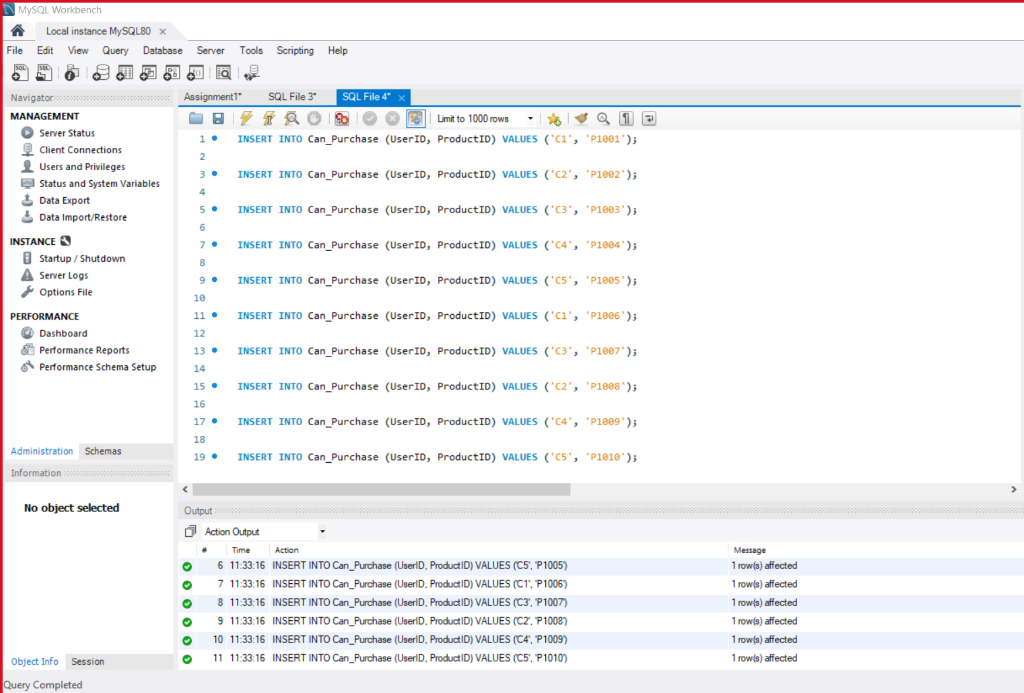 MySQL Workbench
Local instance MySQL80
File Edit View Query Database Server Tools Scripting Help
Navigator
MANAGEMENT
Server Status
Client Connections
Users and Privileges
Status and System Variables
Data Export
Data Import/Restore
INSTANCE
Startup / Shutdown
Server Logs
Options File
PERFORMANCE
Dashboard
Performance Reports
Performance Schema Setup
Administration Schemas
Information
No object selected
Object Info Session
Query Completed
Assignment1* SQL File 3* SQL File 4*
Limit to 1000 rows
1 INSERT INTO Can_Purchase (UserID, ProductID) VALUES ('C1', 'P1001');
2
3 INSERT INTO Can_Purchase (UserID, ProductID) VALUES ('C2', 'P1002');
4
5 INSERT INTO Can_Purchase (UserID, ProductID) VALUES ('C3', 'P1003');
6
7 INSERT INTO Can_Purchase (UserID, ProductID) VALUES ('C4', 'P1004');
8
9 INSERT INTO Can_Purchase (UserID, ProductID) VALUES ('C5', 'P1005');
10
11 INSERT INTO Can_Purchase (UserID, ProductID) VALUES ('C1', 'P1006');
12
13 INSERT INTO Can_Purchase (UserID, ProductID) VALUES ('C3', 'P1007');
14
15 INSERT INTO Can_Purchase (UserID, ProductID) VALUES ('C2', 'P1008');
16
17 INSERT INTO Can_Purchase (UserID, ProductID) VALUES ('C4', 'P1009');
18
19 INSERT INTO Can_Purchase (UserID, ProductID) VALUES ('C5', 'P1010');
Output
Action Output
# Time Action Message
6 11:33:16 INSERT INTO Can_Purchase (UserID, ProductID) VALUES ('C5', 'P1005') 1 row(s) affected
7 11:33:16 INSERT INTO Can_Purchase (UserID, ProductID) VALUES ('C1', 'P1006') 1 row(s) affected
8 11:33:16 INSERT INTO Can_Purchase (UserID, ProductID) VALUES ('C3', 'P1007') 1 row(s) affected
9 11:33:16 INSERT INTO Can_Purchase (UserID, ProductID) VALUES ('C2', 'P1008') 1 row(s) affected
10 11:33:16 INSERT INTO Can_Purchase (UserID, ProductID) VALUES ('C4', 'P1009') 1 row(s) affected
11 11:33:16 INSERT INTO Can_Purchase (UserID, ProductID) VALUES ('C5', 'P1010') 1 row(s) affected